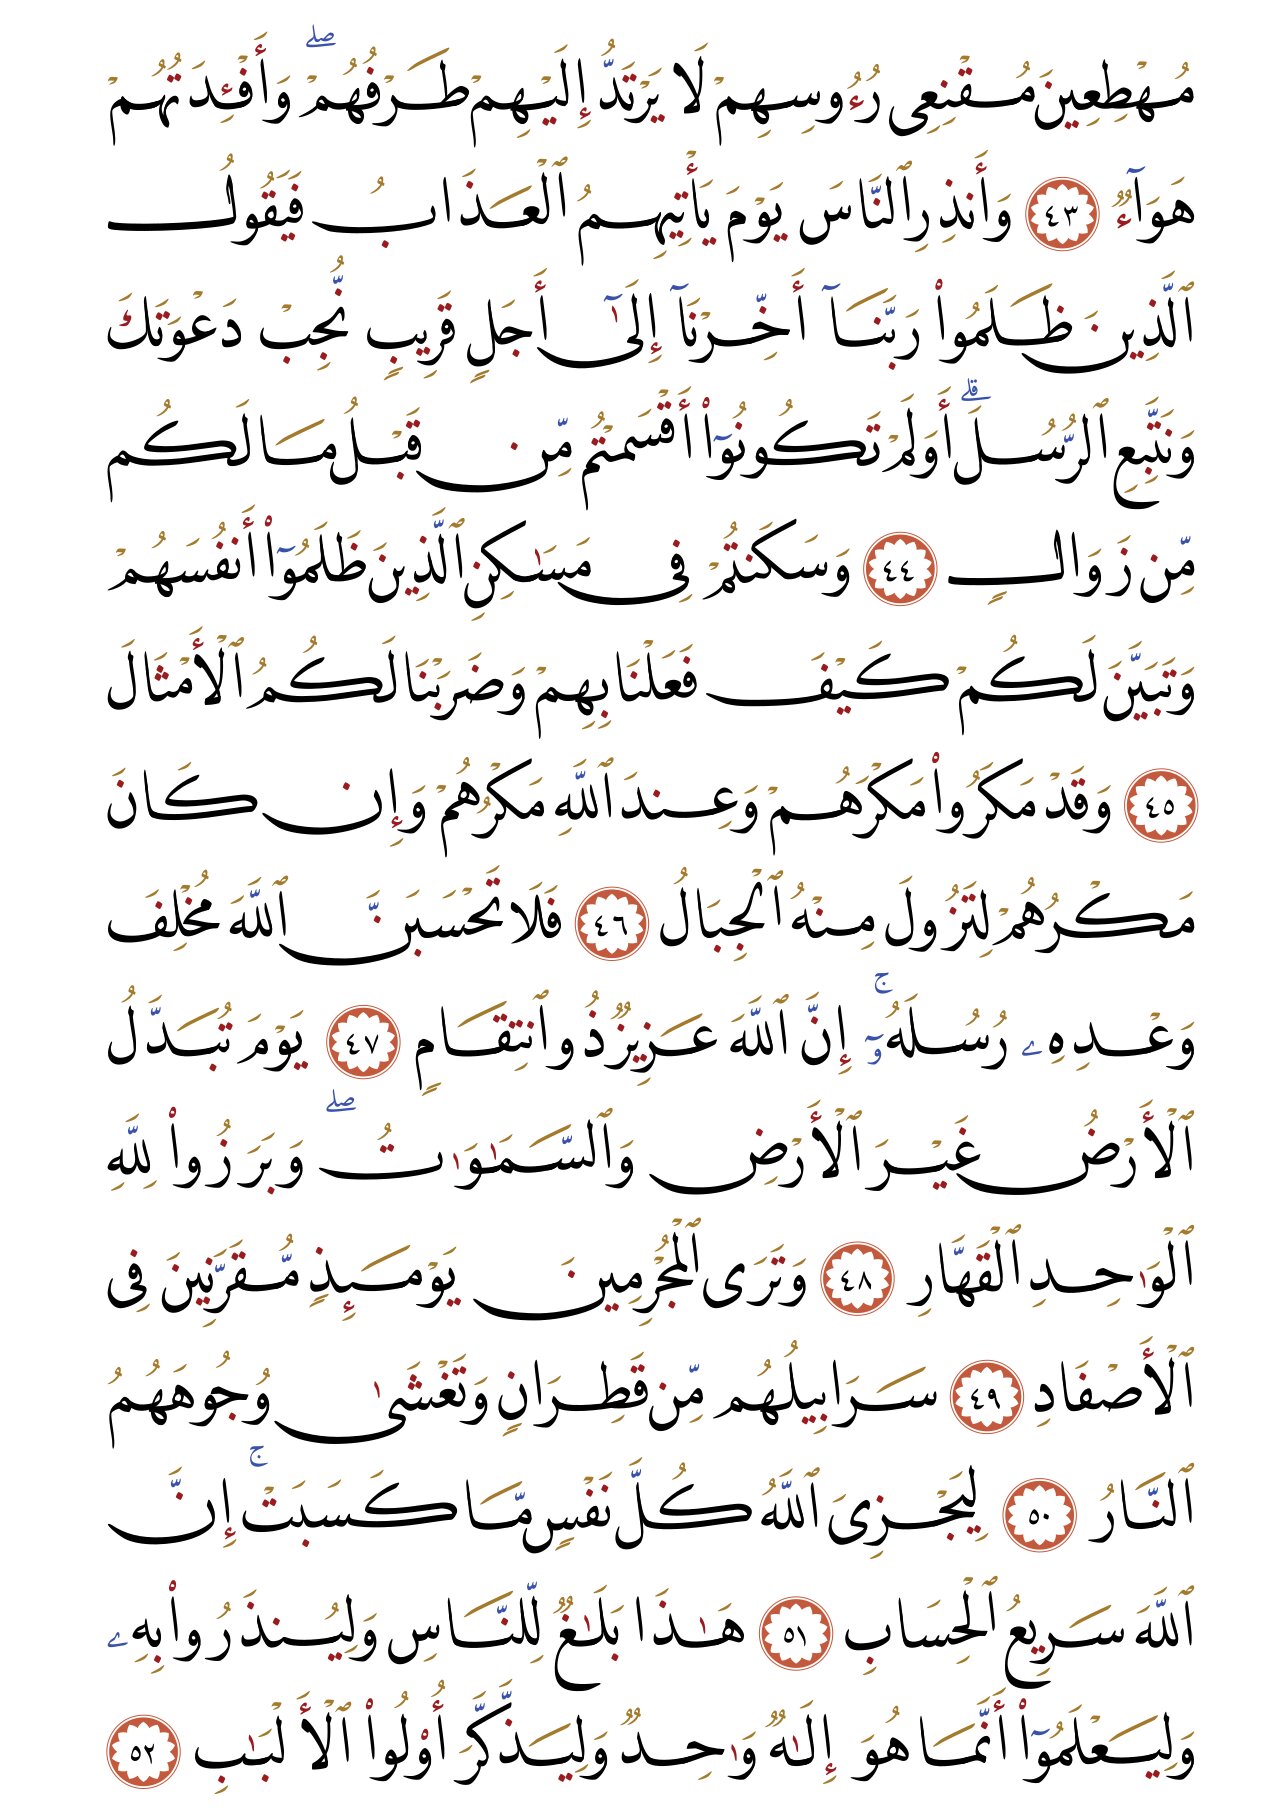 مُهۡطِعِينَ مُقۡنِعِي رُءُوسِهِمۡ لَا يَرۡتَدُّ إِلَيۡهِمۡ طَرۡفُهُمۡۖ وَأَفۡـِٔدَتُهُمۡ
هَوَآءٞ ٤٣ وَأَنذِرِ ٱلنَّاسَ يَوۡمَ يَأۡتِيهِمُ ٱلۡعَذَابُ فَيَقُولُ
ٱلَّذِينَ ظَلَمُواْ رَبَّنَآ أَخِّرۡنَآ إِلَىٰٓ أَجَلٖ قَرِيبٖ نُّجِبۡ دَعۡوَتَكَ
وَنَتَّبِعِ ٱلرُّسُلَۗ أَوَلَمۡ تَكُونُوٓاْ أَقۡسَمۡتُم مِّن قَبۡلُ مَا لَكُم
مِّن زَوَالٖ ٤٤ وَسَكَنتُمۡ فِي مَسَٰكِنِ ٱلَّذِينَ ظَلَمُوٓاْ أَنفُسَهُمۡ
وَتَبَيَّنَ لَكُمۡ كَيۡفَ فَعَلۡنَا بِهِمۡ وَضَرَبۡنَا لَكُمُ ٱلۡأَمۡثَالَ
٤٥ وَقَدۡ مَكَرُواْ مَكۡرَهُمۡ وَعِندَ ٱللَّهِ مَكۡرُهُمۡ وَإِن كَانَ
مَكۡرُهُمۡ لِتَزُولَ مِنۡهُ ٱلۡجِبَالُ ٤٦ فَلَا تَحۡسَبَنَّ ٱللَّهَ مُخۡلِفَ
وَعۡدِهِۦ رُسُلَهُۥٓۚ إِنَّ ٱللَّهَ عَزِيزٞ ذُو ٱنتِقَامٖ ٤٧ يَوۡمَ تُبَدَّلُ
ٱلۡأَرۡضُ غَيۡرَ ٱلۡأَرۡضِ وَٱلسَّمَٰوَٰتُۖ وَبَرَزُواْ لِلَّهِ
ٱلۡوَٰحِدِ ٱلۡقَهَّارِ ٤٨ وَتَرَى ٱلۡمُجۡرِمِينَ يَوۡمَئِذٖ مُّقَرَّنِينَ فِي
ٱلۡأَصۡفَادِ ٤٩ سَرَابِيلُهُم مِّن قَطِرَانٖ وَتَغۡشَىٰ وُجُوهَهُمُ
ٱلنَّارُ ٥٠ لِيَجۡزِيَ ٱللَّهُ كُلَّ نَفۡسٖ مَّا كَسَبَتۡۚ إِنَّ
ٱللَّهَ سَرِيعُ ٱلۡحِسَابِ ٥١ هَٰذَا بَلَٰغٞ لِّلنَّاسِ وَلِيُنذَرُواْ بِهِۦ
وَلِيَعۡلَمُوٓاْ أَنَّمَا هُوَ إِلَٰهٞ وَٰحِدٞ وَلِيَذَّكَّرَ أُوْلُواْ ٱلۡأَلۡبَٰبِ ٥٢